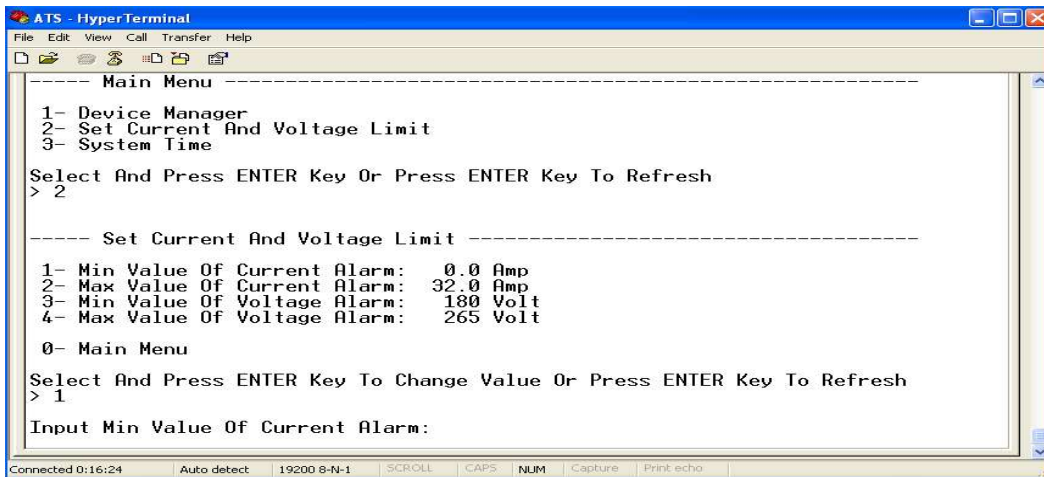 ATS - HyperTerminal
File Edit View Call Transfer Help
----- Main Menu ------------------------------------------------------
1- Device Manager
2- Set Current And Voltage Limit
3- System Time
Select And Press ENTER Key Or Press ENTER Key To Refresh
> 2
----- Set Current And Voltage Limit -----------------------------------
1- Min Value Of Current Alarm: 0.0 Amp
2- Max Value Of Current Alarm: 32.0 Amp
3- Min Value Of Voltage Alarm: 180 Volt
4- Max Value Of Voltage Alarm: 265 Volt
0- Main Menu
Select And Press ENTER Key To Change Value Or Press ENTER Key To Refresh
> 1
Input Min Value Of Current Alarm:
Connected 0:16:24 Auto detect 19200 8-N-1 SCROLL CAPS NUM Capture Print echo